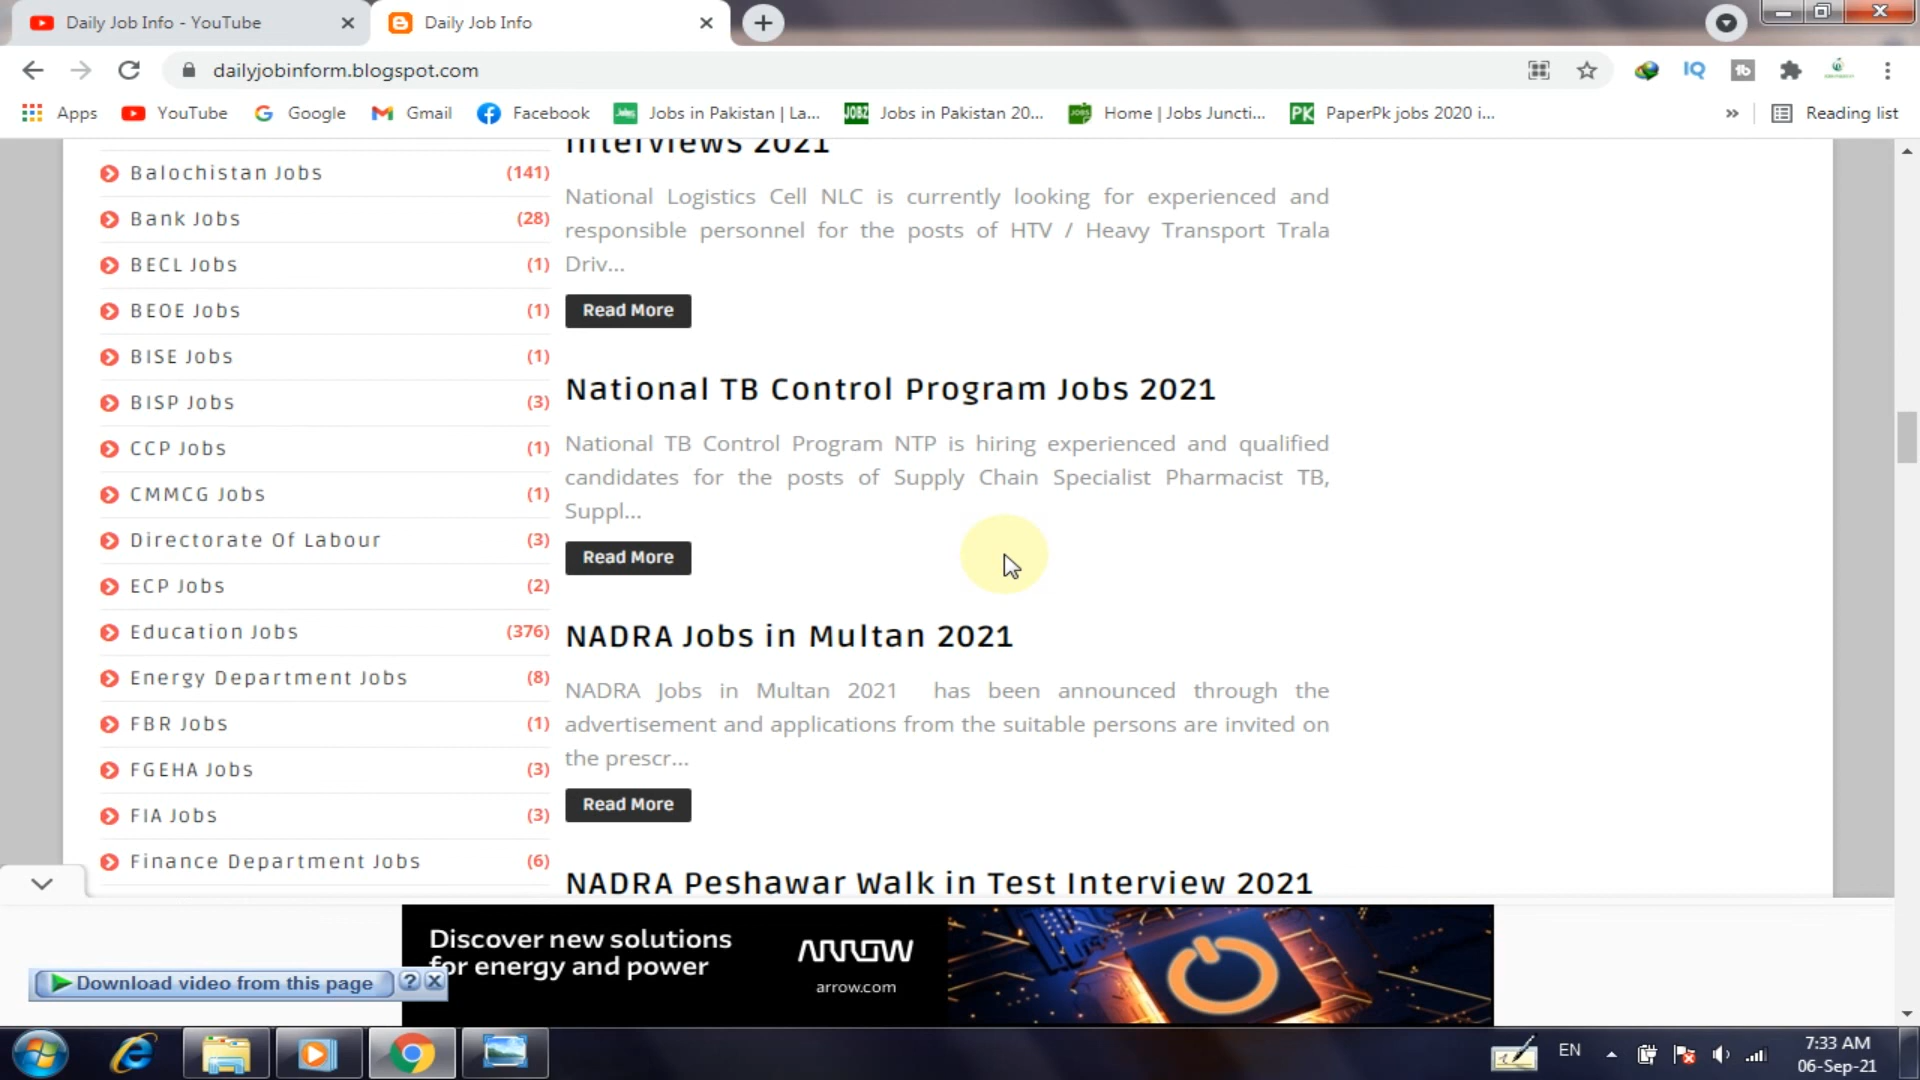 Daily Job Info - YouTube
Daily Job Info
dailyjobinform.blogspot.com
IQ
tb
Apps
YouTube
Google
Gmail
Facebook
Jobs in Pakistan | La...
JOBZ
Jobs in Pakistan 20...
JOBS
Home | Jobs Juncti...
PK
PaperPk jobs 2020 i...
»
Reading list
Balochistan Jobs (141)
Bank Jobs (28)
BECL Jobs (1)
BEOE Jobs (1)
BISE Jobs (1)
BISP Jobs (3)
CCP Jobs (1)
CMMCG Jobs (1)
Directorate Of Labour (3)
ECP Jobs (2)
Education Jobs (376)
Energy Department Jobs (8)
FBR Jobs (1)
FGEHA Jobs (3)
FIA Jobs (3)
Finance Department Jobs (6)
Interviews 2021
National Logistics Cell NLC is currently looking for experienced and
responsible personnel for the posts of HTV / Heavy Transport Trala
Driv...
Read More
National TB Control Program Jobs 2021
National TB Control Program NTP is hiring experienced and qualified
candidates for the posts of Supply Chain Specialist Pharmacist TB,
Suppl...
Read More
NADRA Jobs in Multan 2021
NADRA Jobs in Multan 2021 has been announced through the
advertisement and applications from the suitable persons are invited on
the prescr...
Read More
NADRA Peshawar Walk in Test Interview 2021
Discover new solutions
for energy and power
ARROW
arrow.com
Download video from this page
?
EN
7:33 AM
06-Sep-21